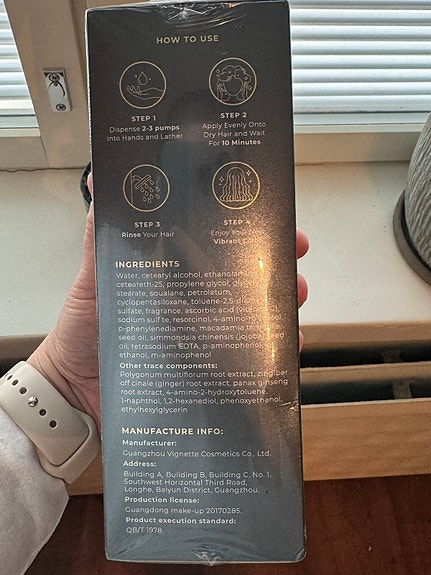 HOW TO USE
STEP 1
Dispense 2-3 pumps
into Hands and Lather
STEP 2
Apply Evenly Onto
Dry Hair and Wait
For 10 Minutes
STEP 3
Rinse Your Hair
STEP 4
Enjoy Your New
Vibrant
INGREDIENTS
Water, cetearyl alcohol, ethanolamine,
ceteareth-25, propylene glycol,
stearate, squalane, petrolatum,
cyclopentasiloxane, toluene-2,5-
sulfate, fragrance, ascorbic acid
sodium sulfite, resorcinol,
p-phenylenediamine, macadamia
seed oil, simmondsia chinensis (jojoba) seed
oil, tetrasodium EDTA, p-aminophenol,
ethanol, m-aminophenol
Other trace components:
Polygonum multiflorum root extract, zingiber
off cinale (ginger) root extract, panax ginseng
root extract, 4-amino-2-hydroxytoluene,
1-naphthol, 1,2-hexanediol, phenoxyethanol,
ethylhexylglycerin
MANUFACTURE INFO:
Manufacturer:
Guangzhou Vignette Cosmetics Co., Ltd.
Address:
Building A, Building B, Building C, No. 1,
Southwest Horizontal Third Road,
Longhe, Baiyun District, Guangzhou.
Production license:
Guangdong make-up 20170285.
Product execution standard:
QB/T 1978